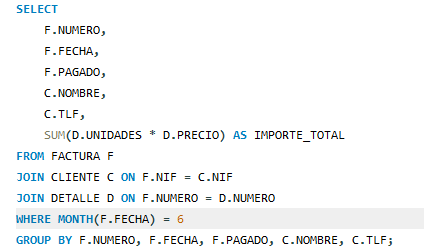 SELECT
F.NUMERO,
F.FECHA,
F.PAGADO,
C.NOMBRE,
C.TLF,
SUM(D.UNIDADES * D.PRECIO) AS IMPORTE_TOTAL
FROM FACTURA F
JOIN CLIENTE C ON F.NIF = C.NIF
JOIN DETALLE D ON F.NUMERO = D.NUMERO
WHERE MONTH(F.FECHA) = 6
GROUP BY F.NUMERO, F.FECHA, F.PAGADO, C.NOMBRE, C.TLF;